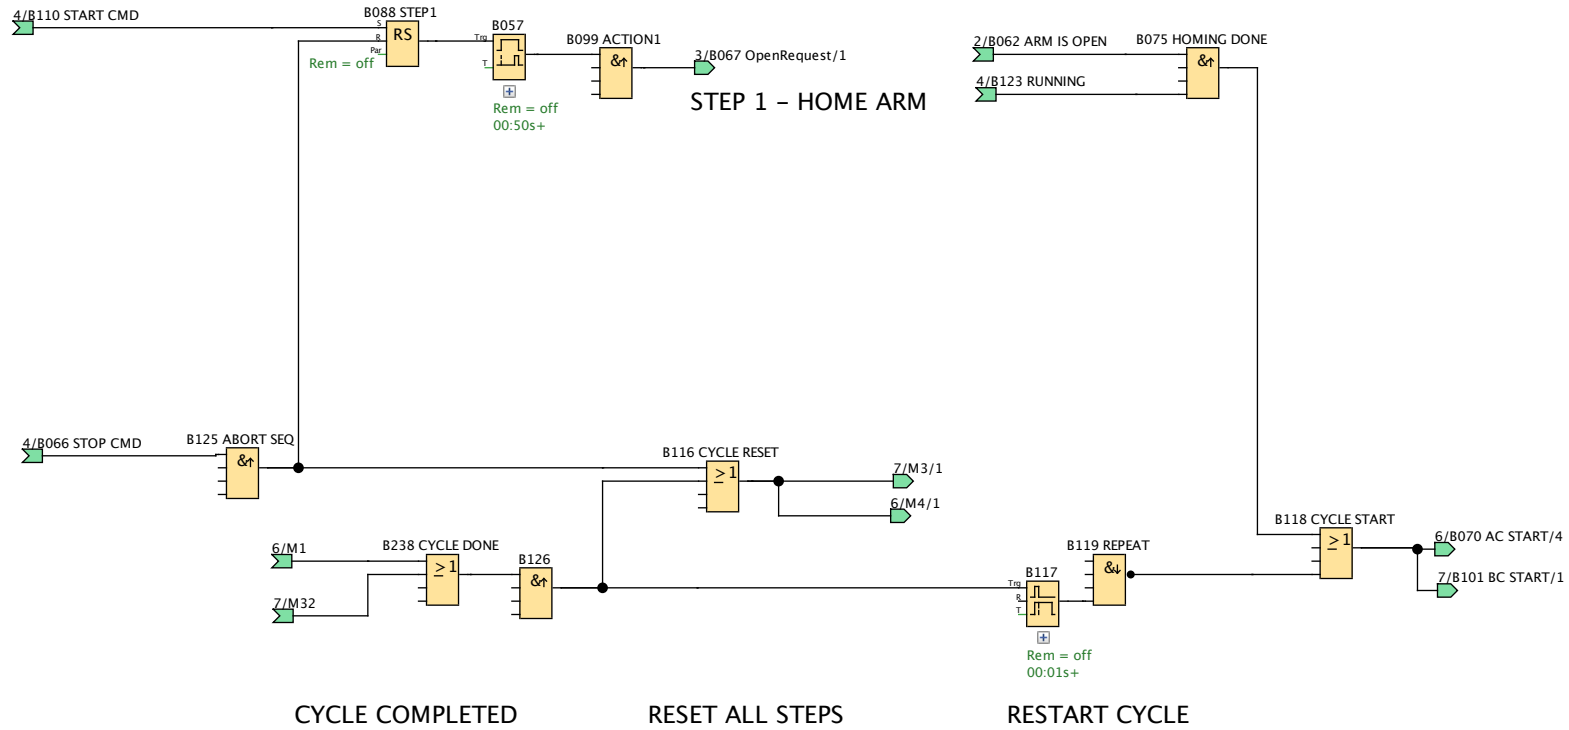 4/B110 START CMD
B088 STEP1
S
R
Par
RS
Rem = off
B057
Trg
T
Rem = off
00:50s+
B099 ACTION1
&↑
3/B067 OpenRequest/1
STEP 1 – HOME ARM
2/B062 ARM IS OPEN
4/B123 RUNNING
B075 HOMING DONE
&↑
4/B066 STOP CMD
B125 ABORT SEQ
&↑
B116 CYCLE RESET
≥1
7/M3/1
6/M4/1
6/M1
7/M32
B238 CYCLE DONE
≥1
B126
&↑
B117
Trg
R
T
Rem = off
00:01s+
B119 REPEAT
&↓
B118 CYCLE START
≥1
6/B070 AC START/4
7/B101 BC START/1
CYCLE COMPLETED
RESET ALL STEPS
RESTART CYCLE